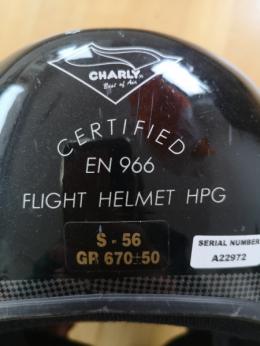 CHARLY
Best of Air
CERTIFIED
EN 966
FLIGHT HELMET HPG
S - 56
GR 670±50
SERIAL NUMBER
A22972